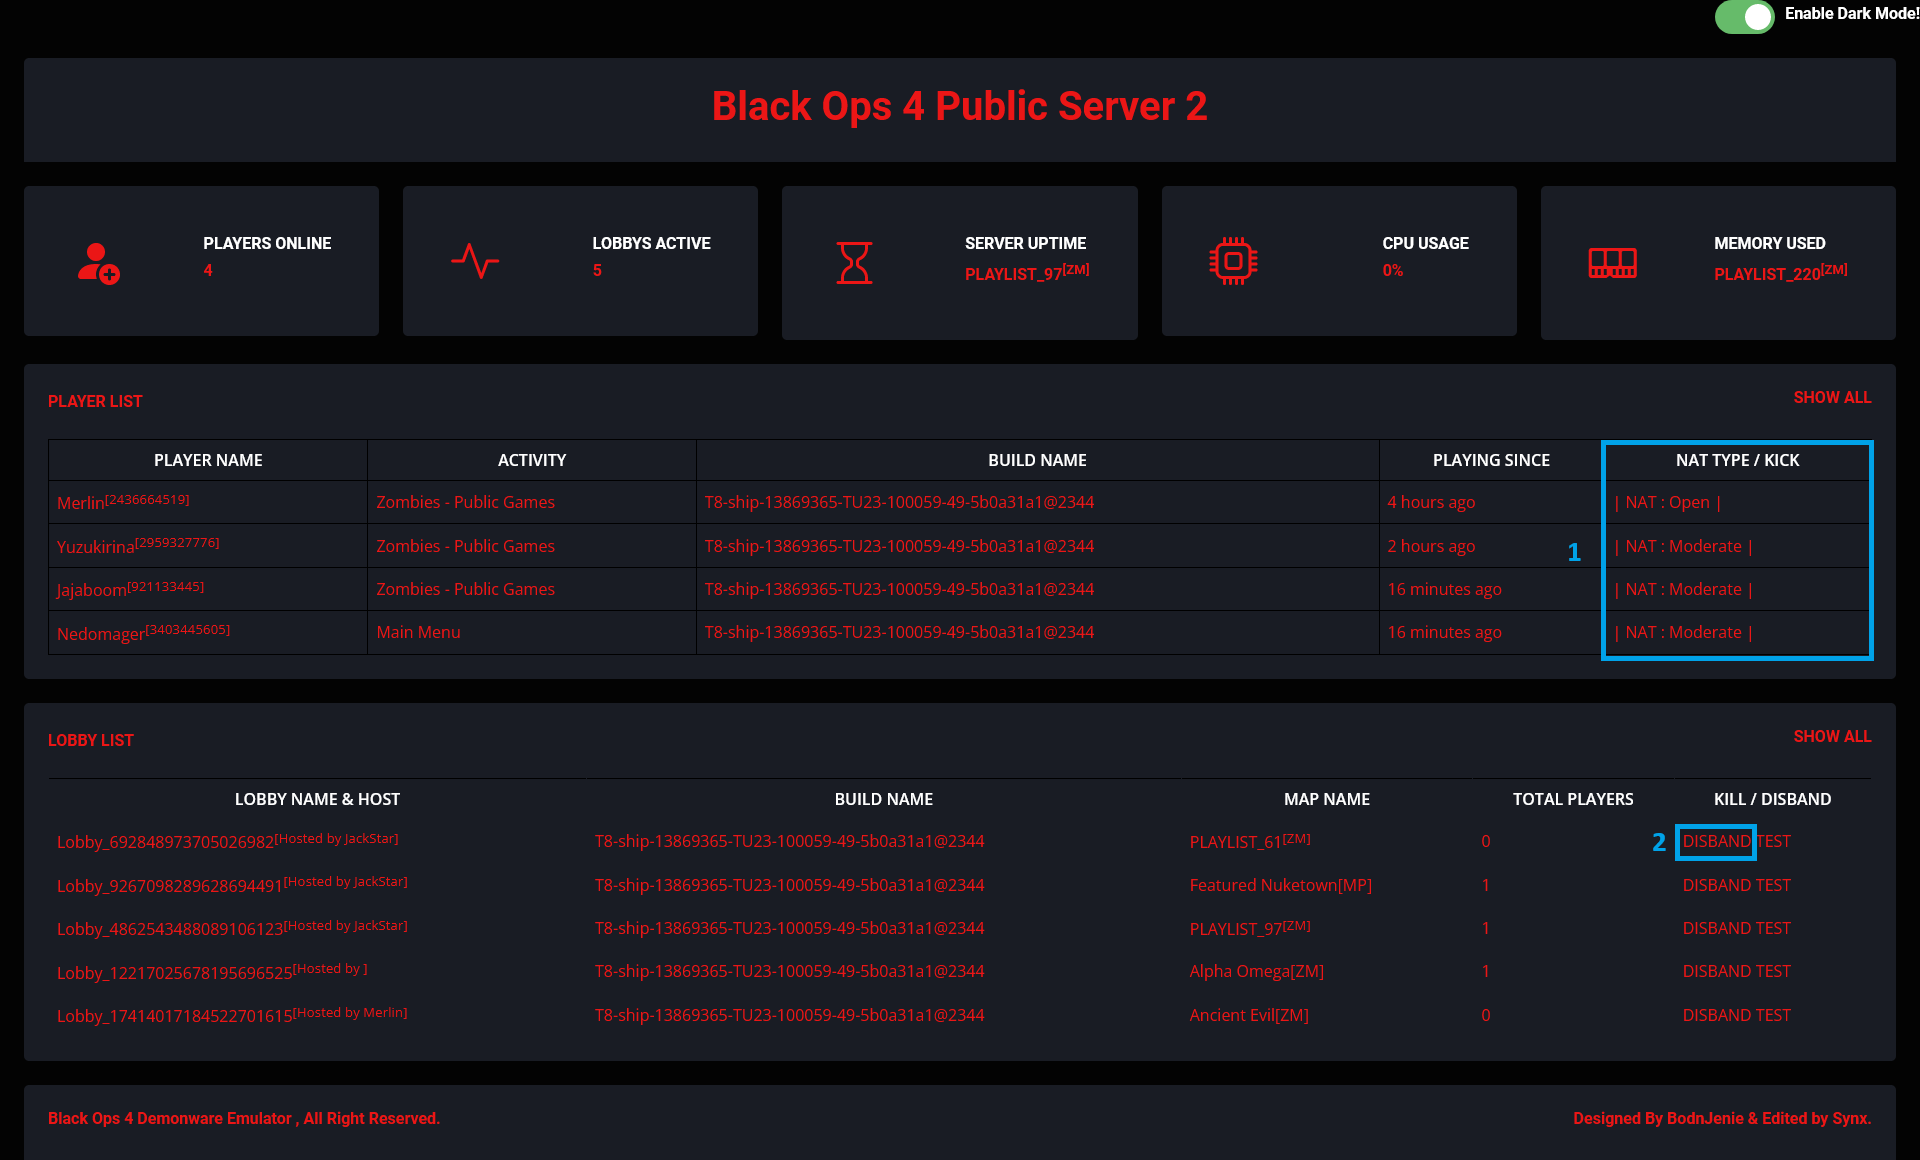 Enable Dark Mode!
Black Ops 4 Public Server 2
PLAYERS ONLINE
4
LOBBYS ACTIVE
5
SERVER UPTIME
PLAYLIST_97[ZM]
CPU USAGE
0%
MEMORY USED
PLAYLIST_220[ZM]
PLAYER LIST
SHOW ALL
PLAYER NAME ACTIVITY BUILD NAME PLAYING SINCE NAT TYPE / KICK
Merlin[2436664519] Zombies - Public Games T8-ship-13869365-TU23-100059-49-5b0a31a1@2344 4 hours ago | NAT : Open |
Yuzukirina[2959327776] Zombies - Public Games T8-ship-13869365-TU23-100059-49-5b0a31a1@2344 2 hours ago 1 | NAT : Moderate |
Jajaboom[921133445] Zombies - Public Games T8-ship-13869365-TU23-100059-49-5b0a31a1@2344 16 minutes ago | NAT : Moderate |
Nedomager[3403445605] Main Menu T8-ship-13869365-TU23-100059-49-5b0a31a1@2344 16 minutes ago | NAT : Moderate |
LOBBY LIST
SHOW ALL
LOBBY NAME & HOST BUILD NAME MAP NAME TOTAL PLAYERS KILL / DISBAND
Lobby_692848973705026982[Hosted by JackStar] T8-ship-13869365-TU23-100059-49-5b0a31a1@2344 PLAYLIST_61[ZM] 0 2 DISBAND TEST
Lobby_9267098289628694491[Hosted by JackStar] T8-ship-13869365-TU23-100059-49-5b0a31a1@2344 Featured Nuketown[MP] 1 DISBAND TEST
Lobby_4862543488089106123[Hosted by JackStar] T8-ship-13869365-TU23-100059-49-5b0a31a1@2344 PLAYLIST_97[ZM] 1 DISBAND TEST
Lobby_12217025678195696525[Hosted by ] T8-ship-13869365-TU23-100059-49-5b0a31a1@2344 Alpha Omega[ZM] 1 DISBAND TEST
Lobby_17414017184522701615[Hosted by Merlin] T8-ship-13869365-TU23-100059-49-5b0a31a1@2344 Ancient Evil[ZM] 0 DISBAND TEST
Black Ops 4 Demonware Emulator , All Right Reserved.
Designed By BodnJenie & Edited by Synx.